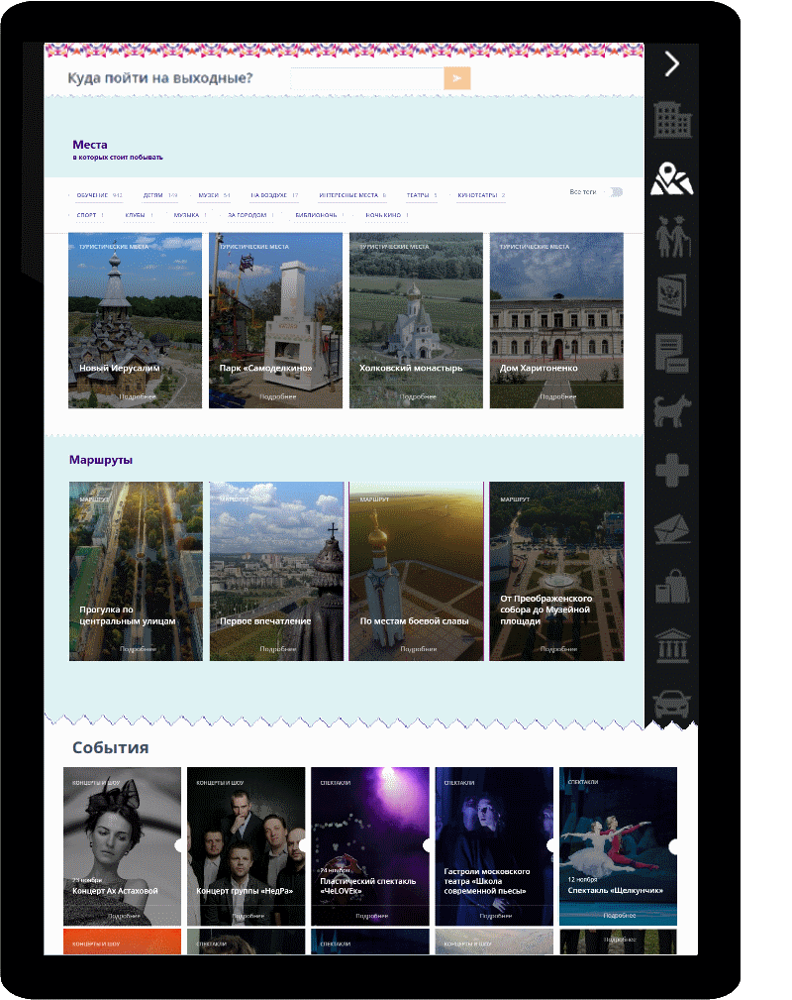 Куда пойти на выходные?
Места
в которых стоит побывать
ОБУЧЕНИЕ 942 ДЕТЯМ 149 МУЗЕИ 54 НА ВОЗДУХЕ 17 ИНТЕРЕСНЫЕ МЕСТА 8 ТЕАТРЫ 5 КИНОТЕАТРЫ 2
Все теги
СПОРТ 1 КЛУБЫ 1 МУЗЫКА 1 ЗА ГОРОДОМ 1 БИБЛИОНОЧЬ 1 НОЧЬ КИНО 1
ТУРИСТИЧЕСКИЕ МЕСТА
Новый Иерусалим
Подробнее
ТУРИСТИЧЕСКИЕ МЕСТА
Парк «Самоделкино»
Подробнее
ТУРИСТИЧЕСКИЕ МЕСТА
Холковский монастырь
Подробнее
ТУРИСТИЧЕСКИЕ МЕСТА
Дом Харитоненко
Подробнее
Маршруты
МАРШРУТ
Прогулка по
центральным улицам
Подробнее
МАРШРУТ
Первое впечатление
Подробнее
МАРШРУТ
По местам боевой славы
Подробнее
МАРШРУТ
От Преображенского
собора до Музейной
площади
Подробнее
События
КОНЦЕРТЫ И ШОУ
23 ноября
Концерт Ах Астаховой
Подробнее
КОНЦЕРТЫ И ШОУ
Концерт группы «НедРа»
Подробнее
СПЕКТАКЛИ
24 ноября
Пластический спектакль
«ЧеLOVEк»
Подробнее
СПЕКТАКЛИ
Гастроли московского
театра «Школа
современной пьесы»
Подробнее
СПЕКТАКЛИ
12 ноября
Спектакль «Щелкунчик»
Подробнее
КОНЦЕРТЫ И ШОУ
СПЕКТАКЛИ
СПЕКТАКЛИ
КОНЦЕРТЫ И ШОУ
Подробнее